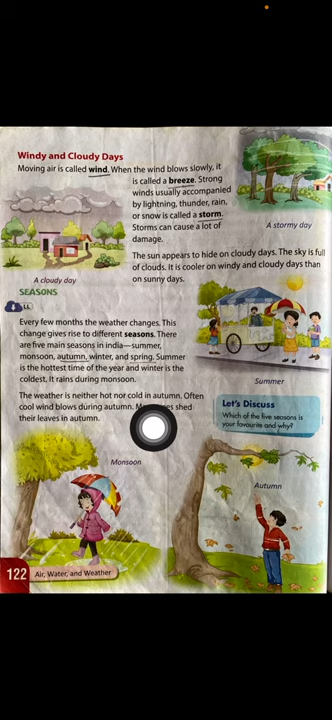 Windy and Cloudy Days
Moving air is called wind. When the wind blows slowly, it
is called a breeze. Strong
winds usually accompanied
by lightning, thunder, rain,
or snow is called a storm.
Storms can cause a lot of
damage.
A stormy day
The sun appears to hide on cloudy days. The sky is full
of clouds. It is cooler on windy and cloudy days than
on sunny days.
A cloudy day
SEASONS
LL
Every few months the weather changes. This
change gives rise to different seasons. There
are five main seasons in india—summer,
monsoon, autumn, winter, and spring. Summer
is the hottest time of the year and winter is the
coldest. It rains during monsoon.
Summer
The weather is neither hot nor cold in autumn. Often
cool wind blows during autumn. shed
their leaves in autumn.
Let's Discuss
Which of the five seasons is
your favourite and why?
Monsoon
Autumn
122 Air, Water, and Weather